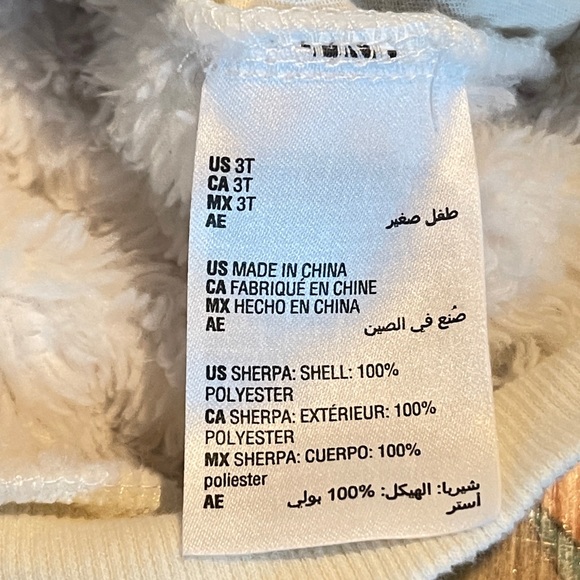 US 3T
CA 3T
MX 3T
AE طفل صغير
US MADE IN CHINA
CA FABRIQUÉ EN CHINE
MX HECHO EN CHINA
AE صُنع في الصين
US SHERPA: SHELL: 100%
POLYESTER
CA SHERPA: EXTÉRIEUR: 100%
POLYESTER
MX SHERPA: CUERPO: 100%
poliester
AE شيربا: الهيكل: 100% بولي
أستر